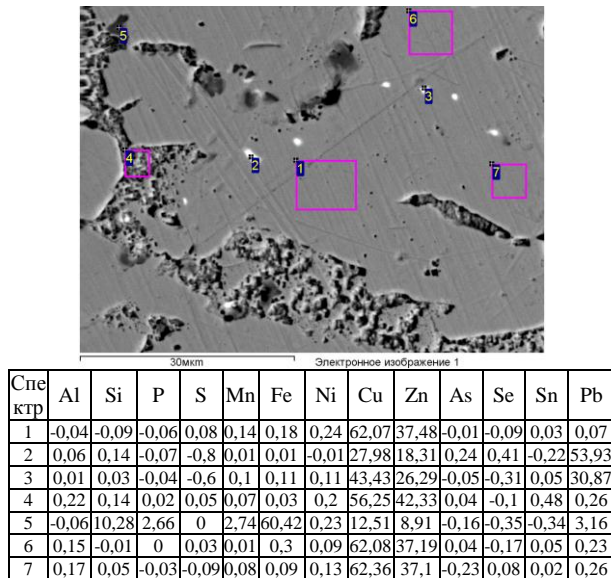 6
5
3
4
2
1
7
30мкm Электронное изображение 1
Спе ктр Al Si P S Mn Fe Ni Cu Zn As Se Sn Pb
1 -0,04 -0,09 -0,06 0,08 0,14 0,18 0,24 62,07 37,48 -0,01 -0,09 0,03 0,07
2 0,06 0,14 -0,07 -0,8 0,01 0,01 -0,01 27,98 18,31 0,24 0,41 -0,22 53,93
3 0,01 0,03 -0,04 -0,6 0,1 0,11 0,11 43,43 26,29 -0,05 -0,31 0,05 30,87
4 0,22 0,14 0,02 0,05 0,07 0,03 0,2 56,25 42,33 0,04 -0,1 0,48 0,26
5 -0,06 10,28 2,66 0 2,74 60,42 0,23 12,51 8,91 -0,16 -0,35 -0,34 3,16
6 0,15 -0,01 0 0,03 0,01 0,3 0,09 62,08 37,19 0,04 -0,17 0,05 0,23
7 0,17 0,05 -0,03 -0,09 0,08 0,09 0,13 62,36 37,1 -0,23 0,08 0,02 0,26